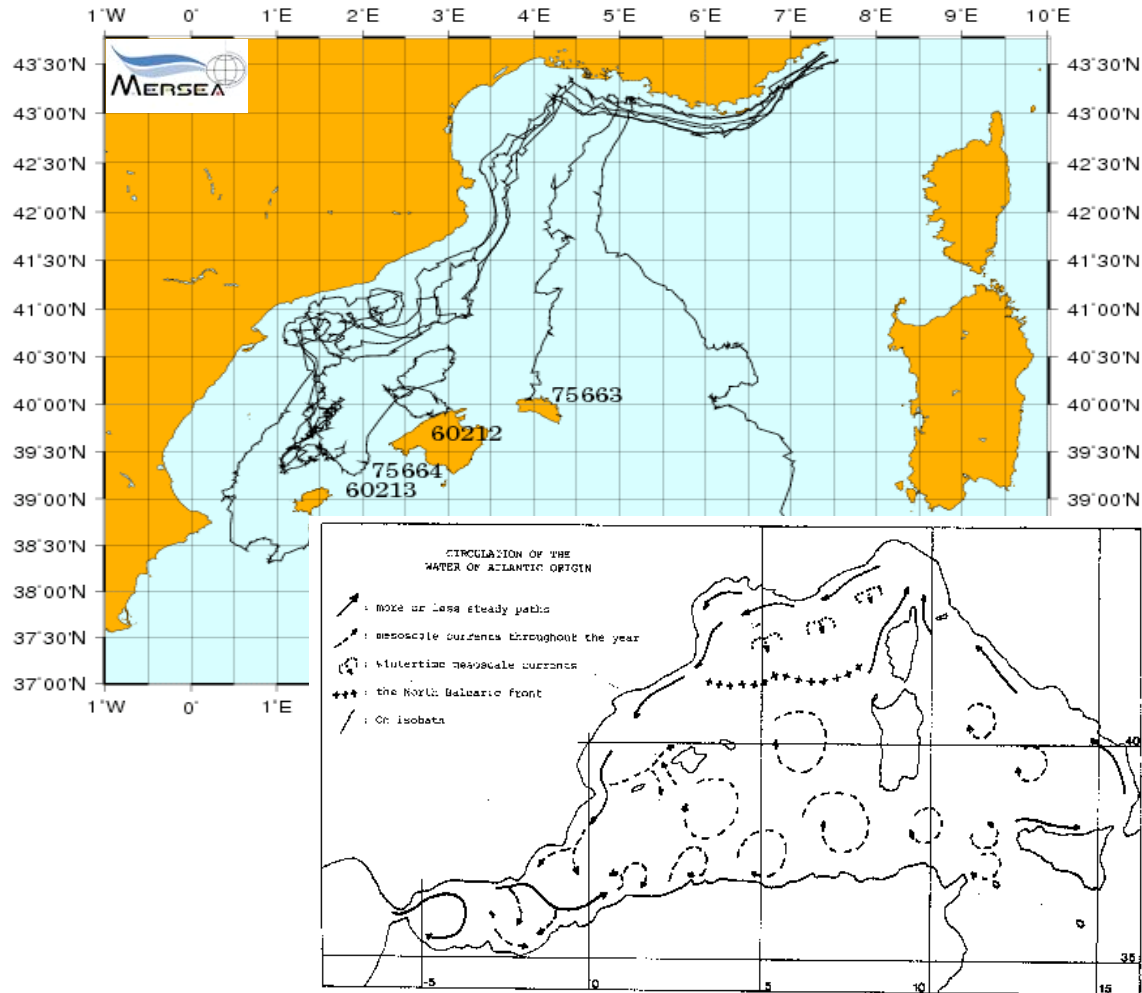 1°W 0° 1°E 2°E 3°E 4°E 5°E 6°E 7°E 8°E 9°E 10°E
MERSEA
43°30'N 43°30'N
43°00'N 43°00'N
42°30'N 42°30'N
42°00'N 42°00'N
41°30'N 41°30'N
41°00'N 41°00'N
40°30'N 40°30'N
40°00'N 40°00'N
75663
60212
39°30'N 39°30'N
75664
60213
39°00'N 39°00'N
38°30'N
38°00'N
37°30'N
37°00'N
1°W 0° 1°E
CIRCULATION OF THE
WATER OF ATLANTIC ORIGIN
: more or less steady paths
: mesoscale currents throughout the year
: wintertime mesoscale currents
: the North Balearic front
: 0m isobath
40
35
-5 0 5 10 15